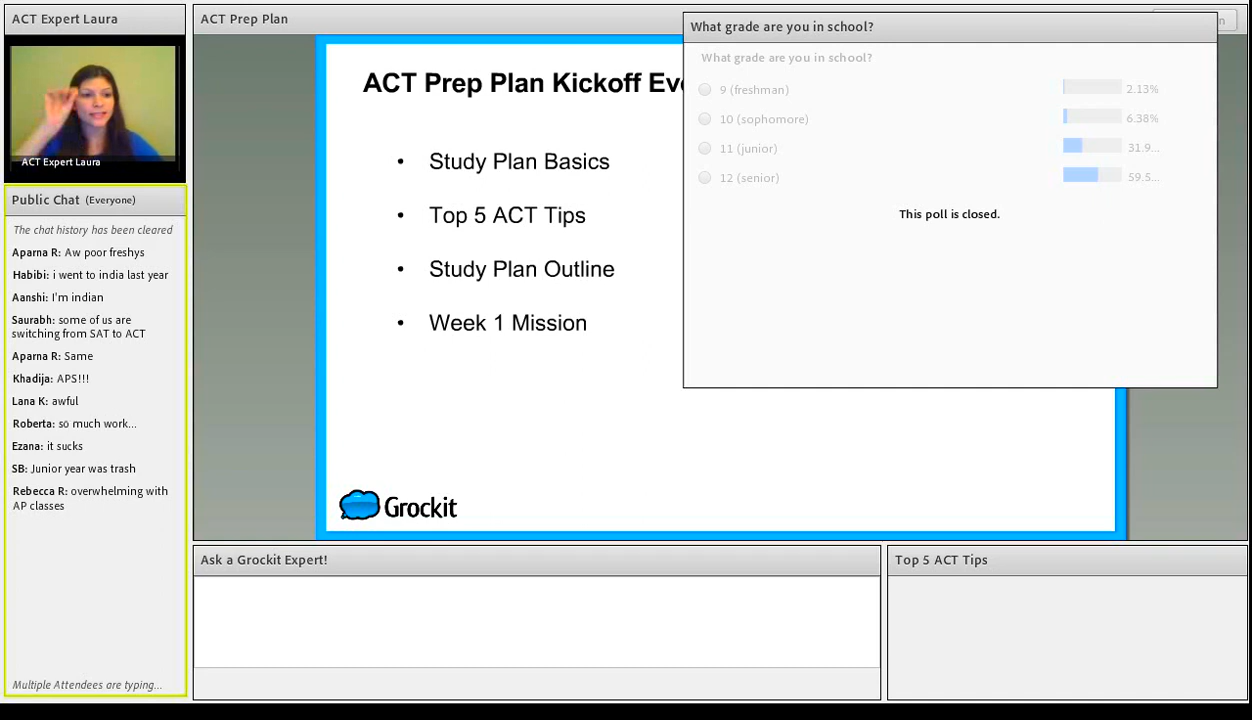 ACT Expert Laura
ACT Expert Laura
Public Chat (Everyone)
The chat history has been cleared
Aparna R: Aw poor freshys
Habibi: i went to india last year
Aanshi: I'm indian
Saurabh: some of us are
switching from SAT to ACT
Aparna R: Same
Khadija: APS!!!
Lana K: awful
Roberta: so much work...
Ezana: it sucks
SB: Junior year was trash
Rebecca R: overwhelming with
AP classes
Multiple Attendees are typing...
ACT Prep Plan
ACT Prep Plan Kickoff Eve
• Study Plan Basics
• Top 5 ACT Tips
• Study Plan Outline
• Week 1 Mission
Grockit
What grade are you in school?
What grade are you in school?
9 (freshman) 2.13%
10 (sophomore) 6.38%
11 (junior) 31.9...
12 (senior) 59.5...
This poll is closed.
Ask a Grockit Expert!
Top 5 ACT Tips